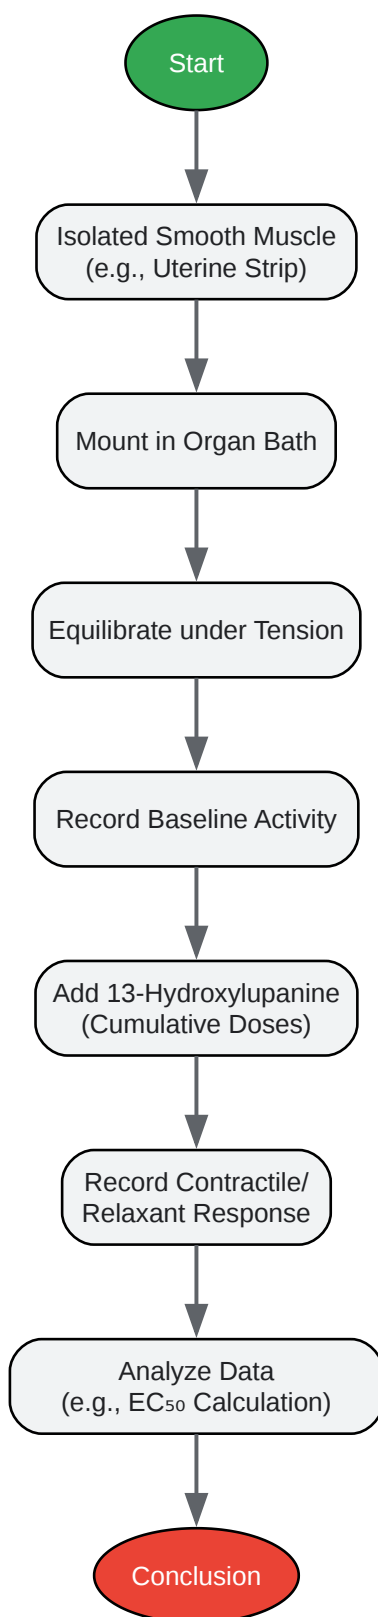 Start
Isolated Smooth Muscle
(e.g., Uterine Strip)
Mount in Organ Bath
Equilibrate under Tension
Record Baseline Activity
Add 13-Hydroxylupanine
(Cumulative Doses)
Record Contractile/
Relaxant Response
Analyze Data
(e.g., EC₅₀ Calculation)
Conclusion